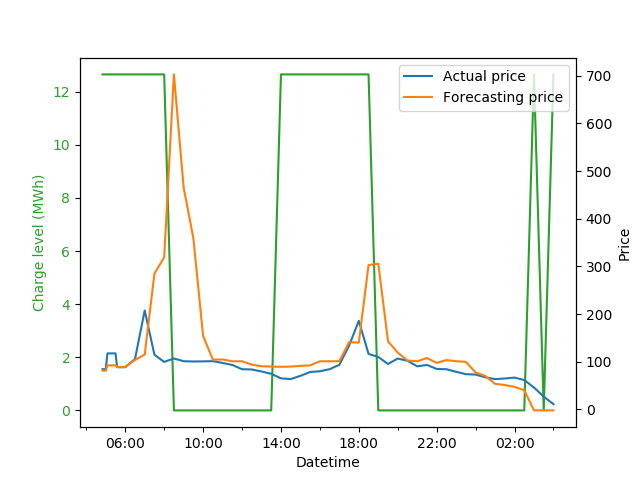 Actual price
Forecasting price
12
10
8
6
4
2
0
Charge level (MWh)
700
600
500
400
300
200
100
0
Price
06:00 10:00 14:00 18:00 22:00 02:00
Datetime